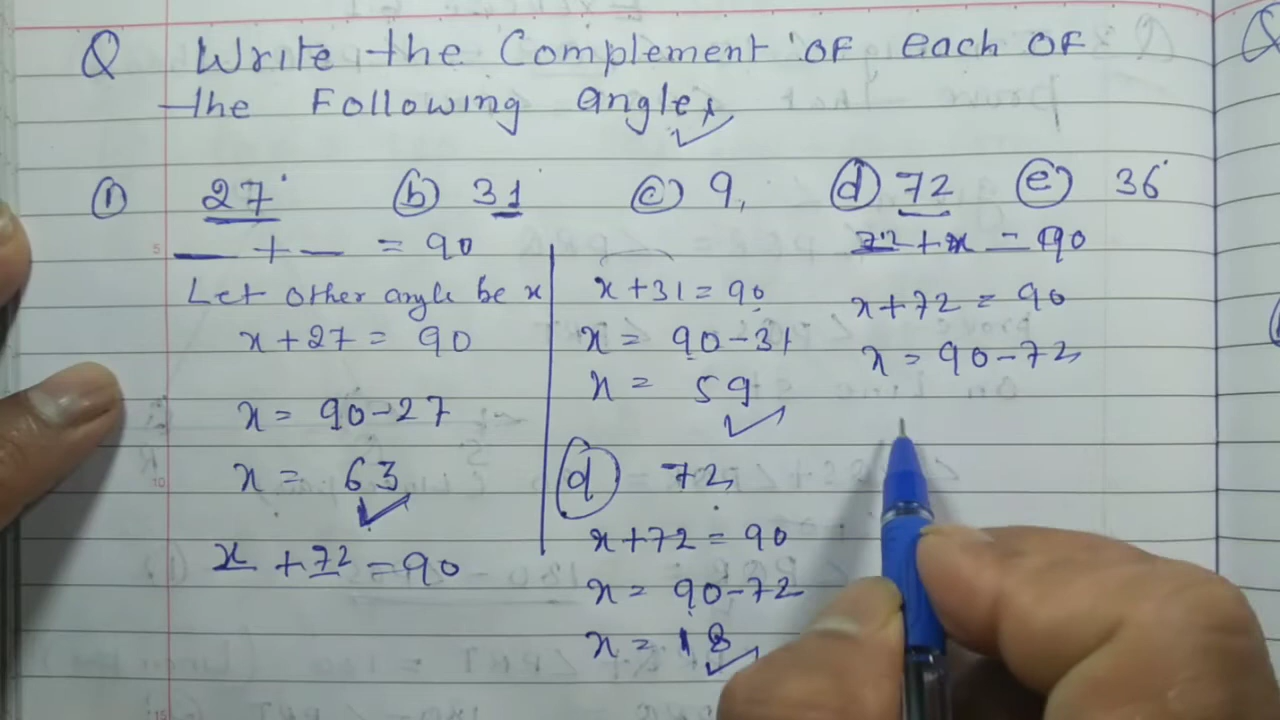 Q Write the Complement of each of
the Following angles
① 27° ⓑ 31 ⓒ 9 ⓓ 72 ⓔ 36°
__ + __ = 90
Let other angle be x
x + 27 = 90
x = 90 - 27
x = 63
x + 72 = 90
x + 31 = 90
x = 90 - 31
x = 59
ⓓ 72
x + 72 = 90
x = 90 - 72
x = 18
72 + x = 90
x + 72 = 90
x = 90 - 72